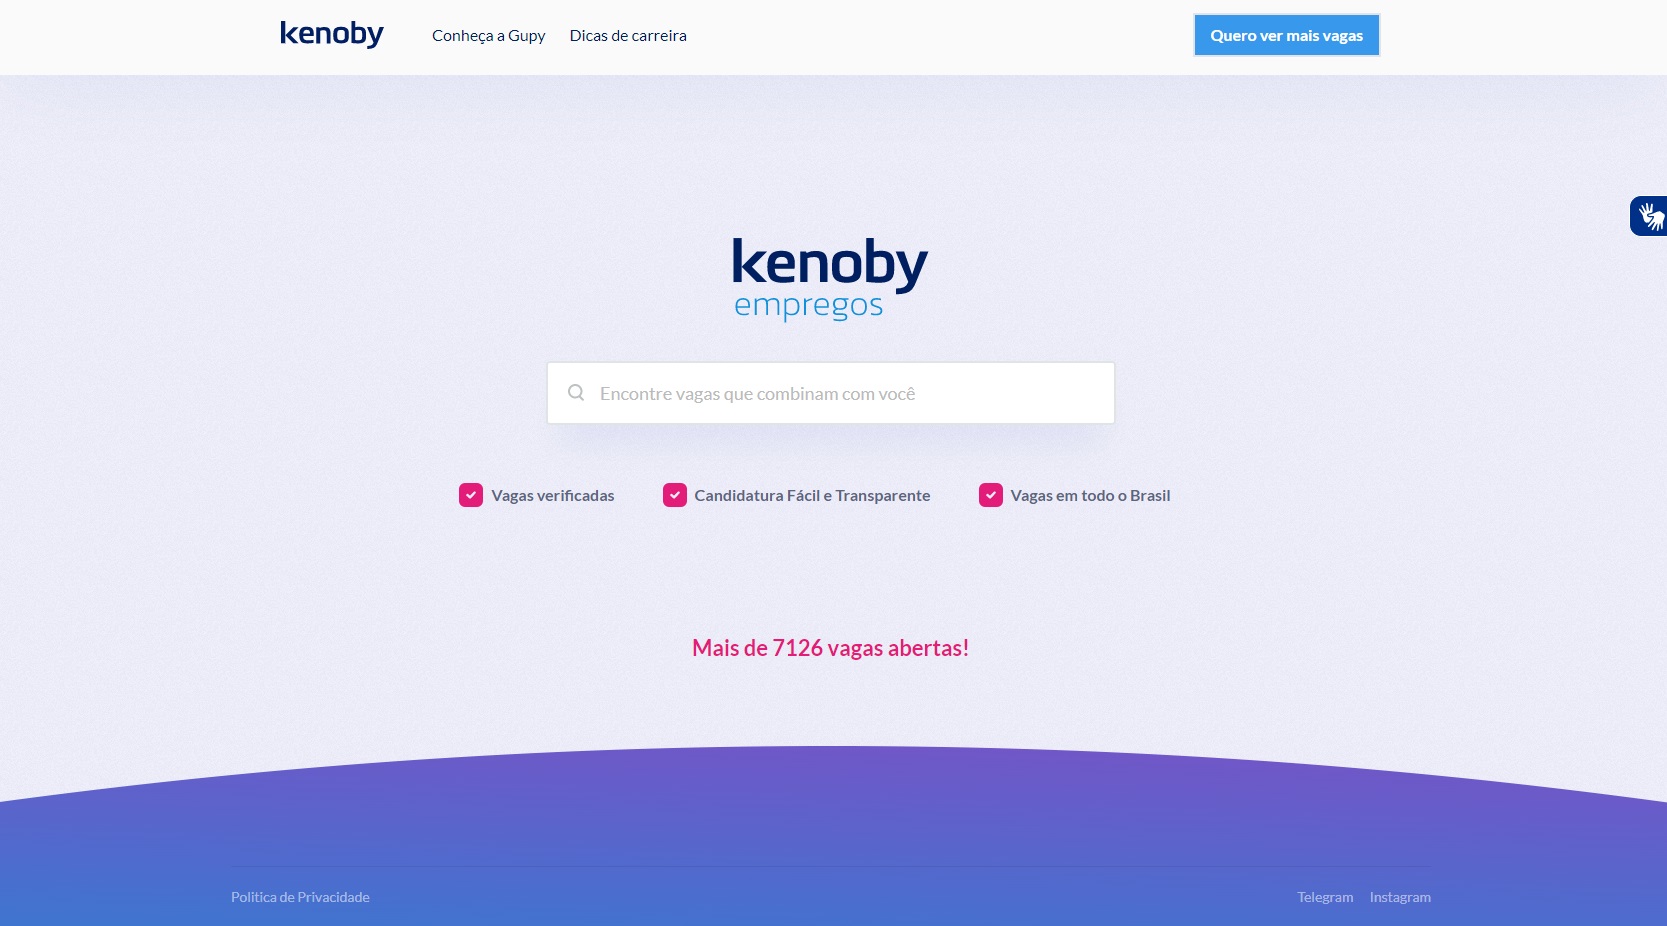 kenoby
Conheça a Gupy
Dicas de carreira
Quero ver mais vagas
kenoby
empregos
Encontre vagas que combinam com você
Vagas verificadas
Candidatura Fácil e Transparente
Vagas em todo o Brasil
Mais de 7126 vagas abertas!
Politica de Privacidade
Telegram
Instagram